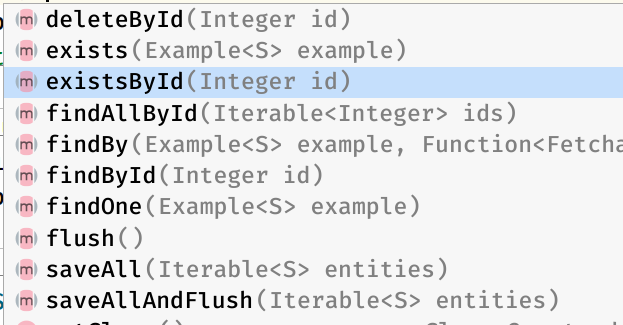 m deleteById(Integer id)
m exists(Example<S> example)
m existsById(Integer id)
m findAllById(Iterable<Integer> ids)
m findBy(Example<S> example, Function<Fetcha
m findById(Integer id)
m findOne(Example<S> example)
m flush()
m saveAll(Iterable<S> entities)
m saveAllAndFlush(Iterable<S> entities)